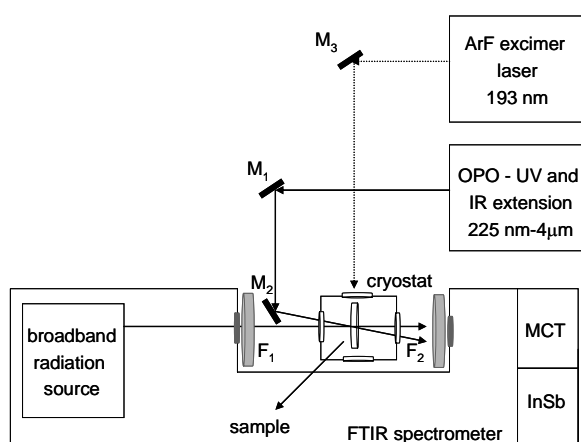 M3
ArF excimer
laser
193 nm
M1
OPO - UV and
IR extension
225 nm-4μm
M2
cryostat
broadband
radiation
source
F1
F2
MCT
InSb
sample
FTIR spectrometer